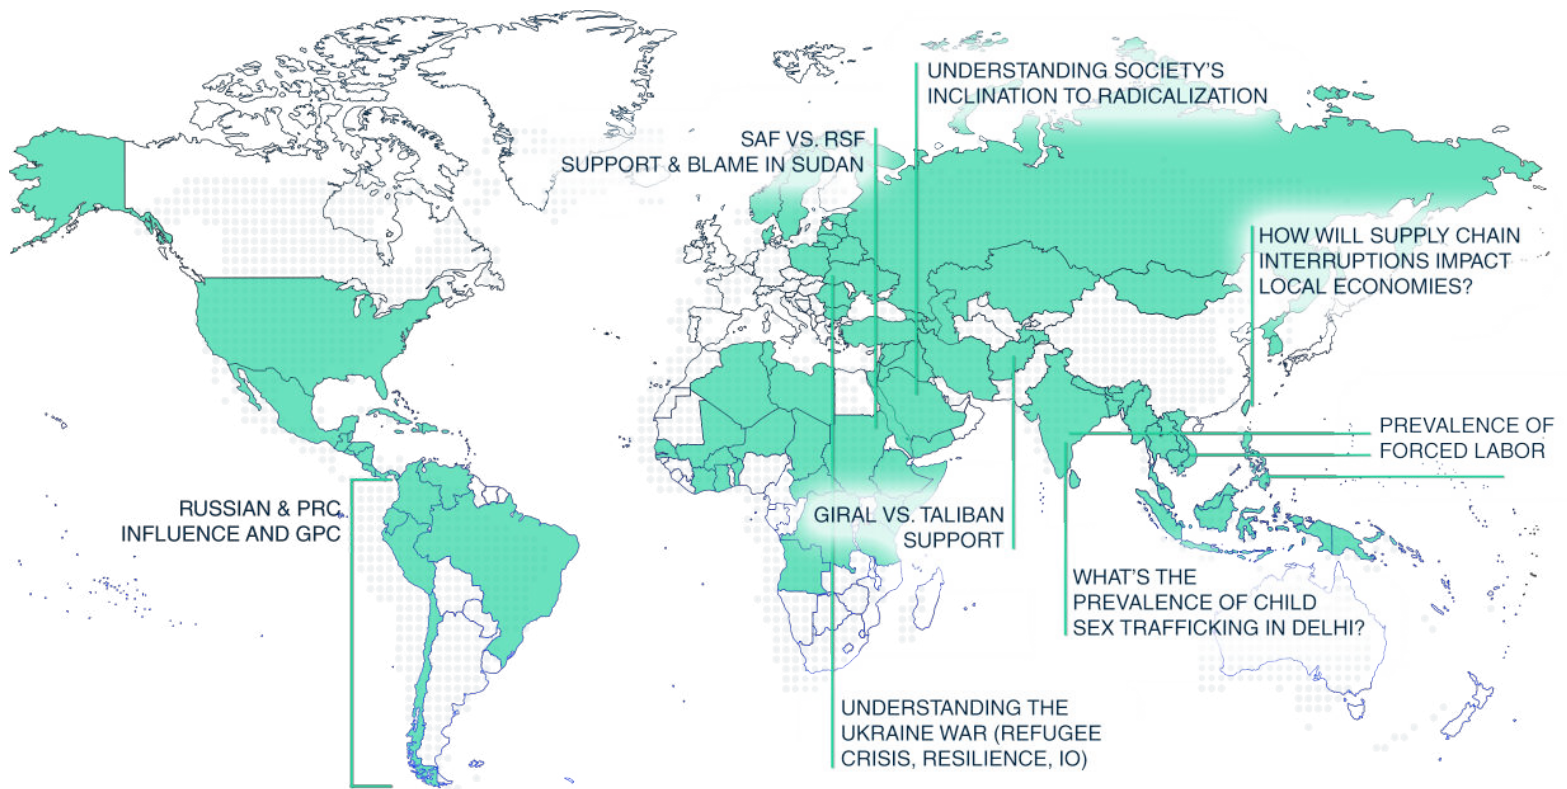 UNDERSTANDING SOCIETY'S
INCLINATION TO RADICALIZATION
SAF VS. RSF
SUPPORT & BLAME IN SUDAN
HOW WILL SUPPLY CHAIN
INTERRUPTIONS IMPACT
LOCAL ECONOMIES?
PREVALENCE OF
FORCED LABOR
RUSSIAN & PRC
INFLUENCE AND GPC
GIRAL VS. TALIBAN
SUPPORT
WHAT'S THE
PREVALENCE OF CHILD
SEX TRAFFICKING IN DELHI?
UNDERSTANDING THE
UKRAINE WAR (REFUGEE
CRISIS, RESILIENCE, IO)